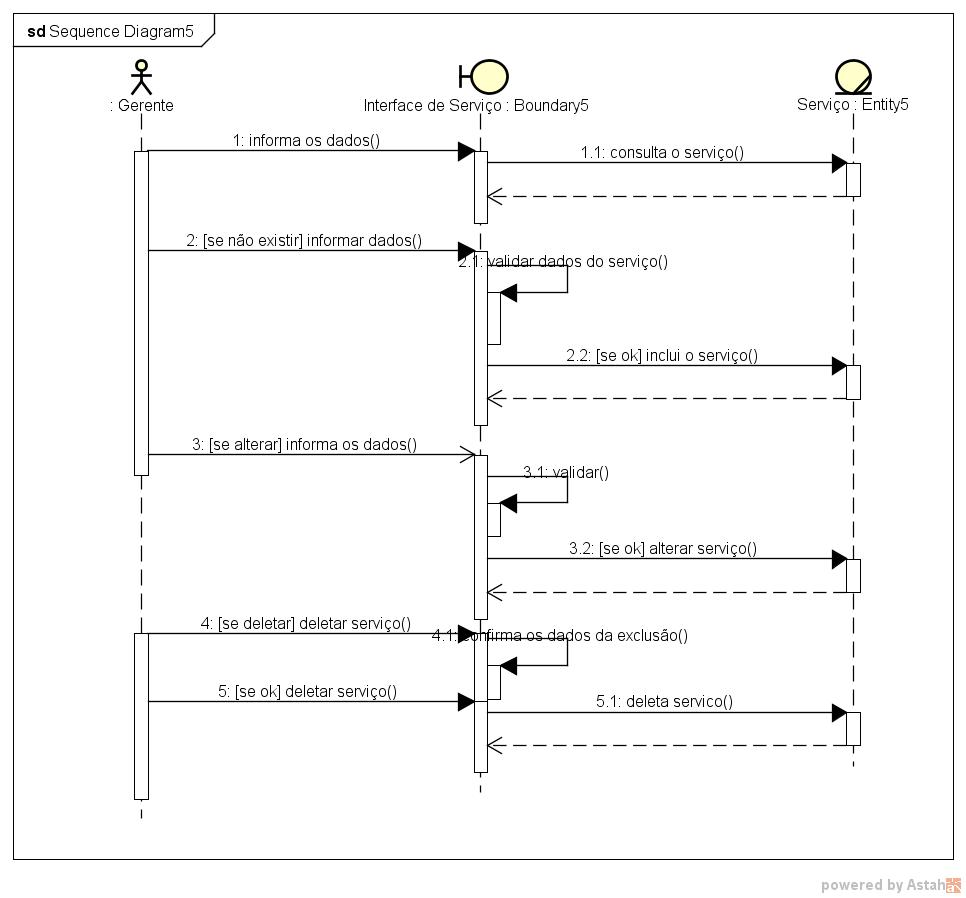 sd Sequence Diagram5
: Gerente
Interface de Serviço : Boundary5
Serviço : Entity5
1: informa os dados()
1.1: consulta o serviço()
2: [se não existir] informar dados()
2.1: validar dados do serviço()
2.2: [se ok] inclui o serviço()
3: [se alterar] informa os dados()
3.1: validar()
3.2: [se ok] alterar serviço()
4: [se deletar] deletar serviço()
4.1: confirma os dados da exclusão()
5: [se ok] deletar serviço()
5.1: deleta servico()
powered by Astah